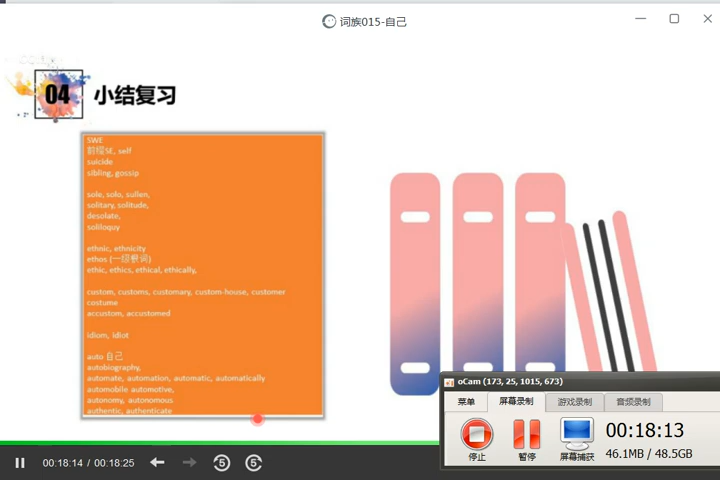 词族015-自己
04 小结复习
SWE
数缀SE, self
suicide
sibling, gossip
sole, solo, sullen,
solitary, solitude,
desolate,
soliloquy
ethnic, ethnicity
ethos (一级军词)
ethic, ethics, ethical, ethically,
custom, customs, customary, custom-house, customer
costume
accustom, accustomed
idiom, idiot
auto 自己
autobiography,
automate, automation, automatic, automatically
automobile automotive,
autonomy, autonomous
authentic, authenticate
oCam (173, 25, 1015, 673)
菜单 屏幕录制 游戏录制 音频录制
00:18:13
停止 暂停 屏幕捕获 46.1MB / 48.5GB
00:18:14 / 00:18:25 5 5